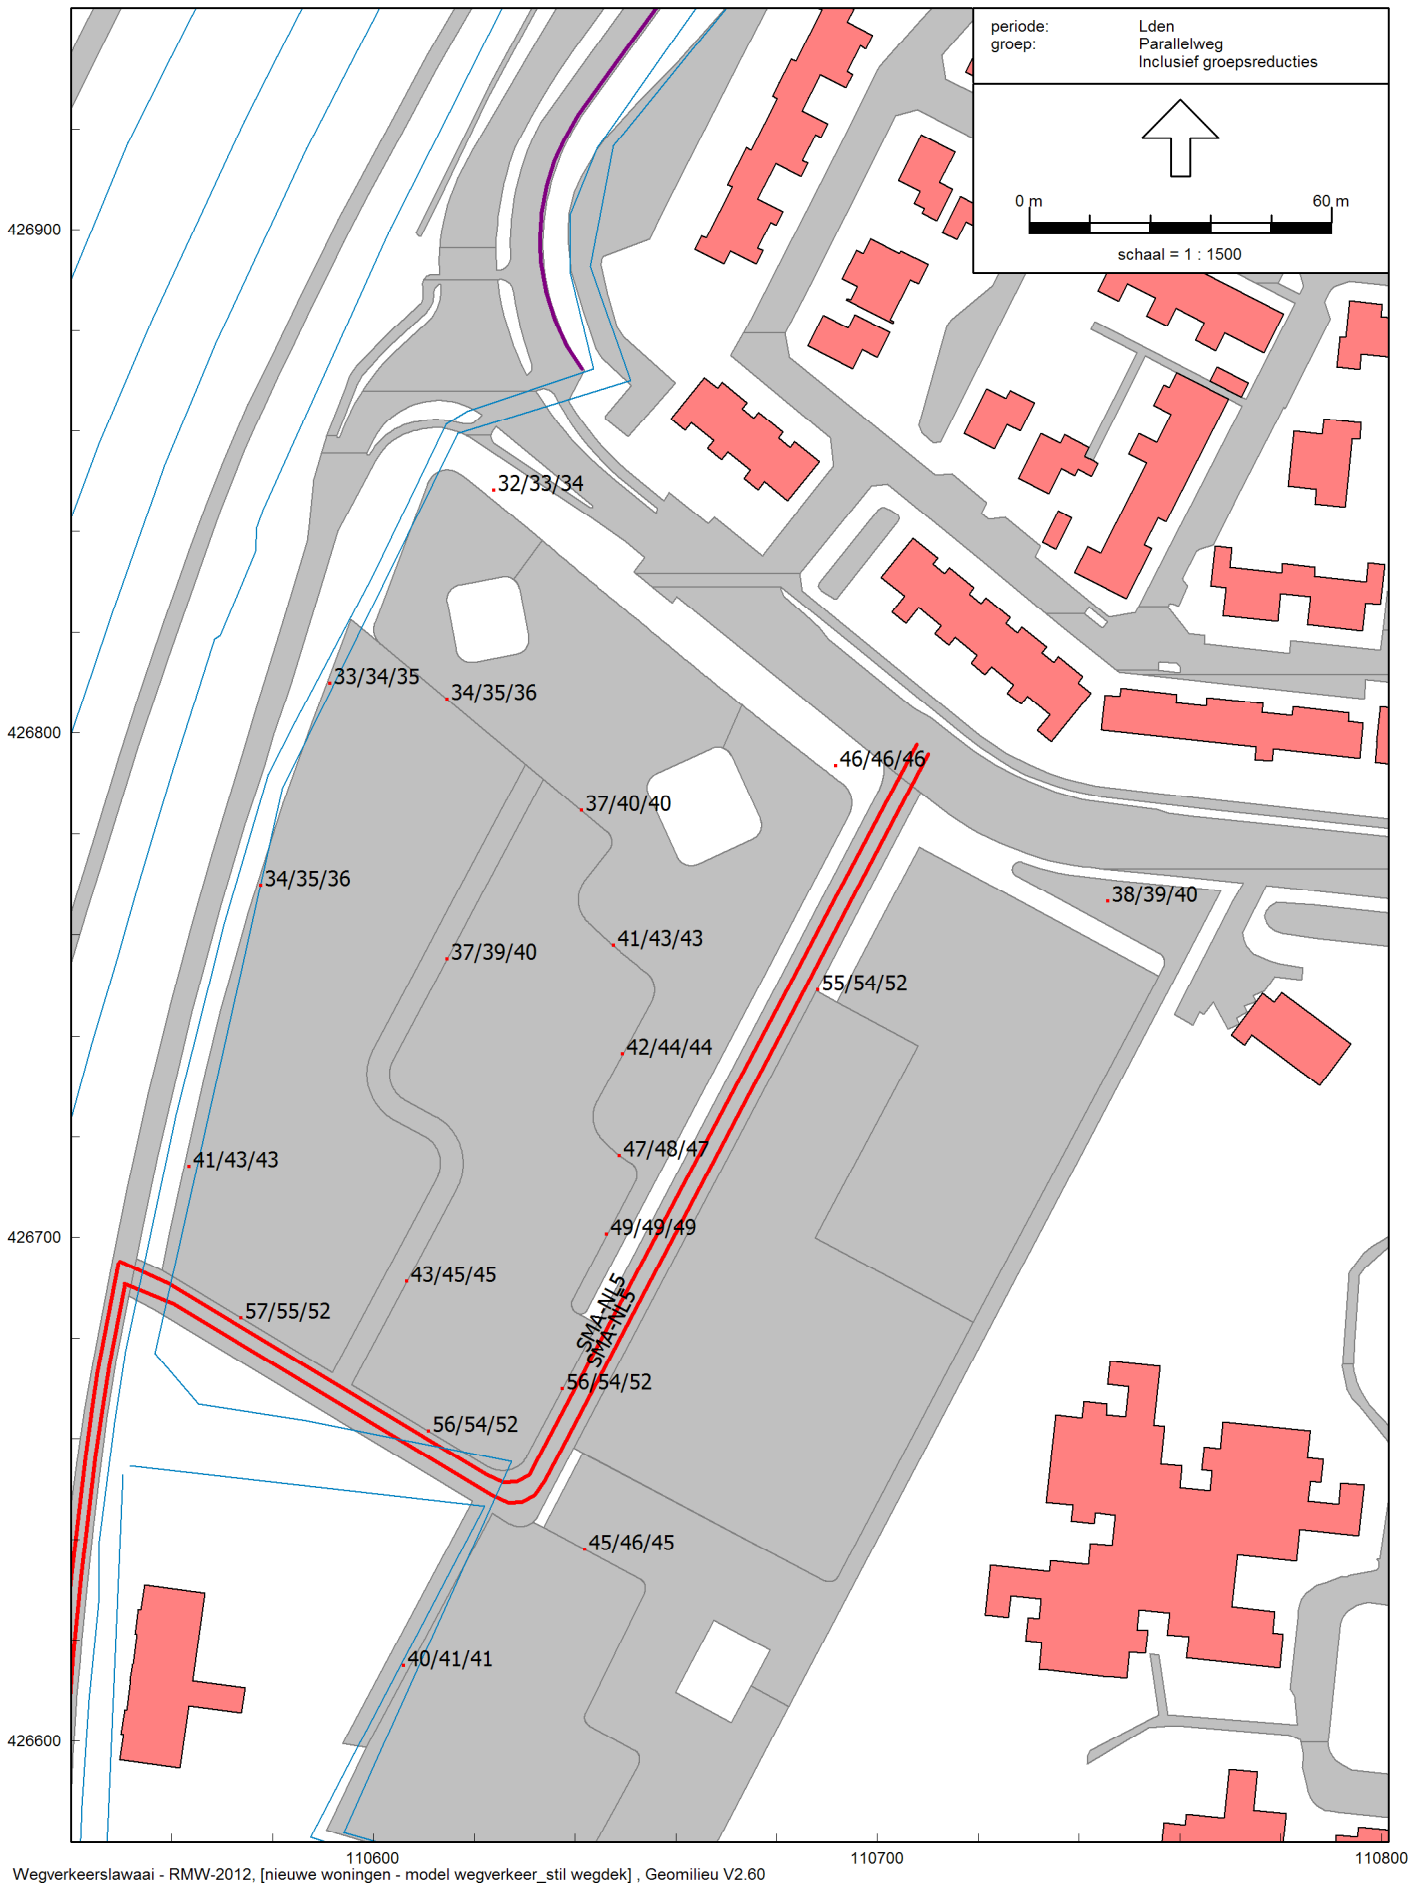 periode: Lden
groep: Parallelweg
Inclusief groepsreducties
0 m 60 m
schaal = 1 : 1500
426900
32/33/34
33/34/35
34/35/36
426800
46/46/46
37/40/40
34/35/36
38/39/40
41/43/43
37/39/40
55/54/52
42/44/44
47/48/47
41/43/43
426700
49/49/49
43/45/45
57/55/52
SMA-NL5
SMA-NL5
56/54/52
56/54/52
45/46/45
40/41/41
426600
110600 110700 110800
Wegverkeerslawaai - RMW-2012, [nieuwe woningen - model wegverkeer_stil wegdek] , Geomilieu V2.60